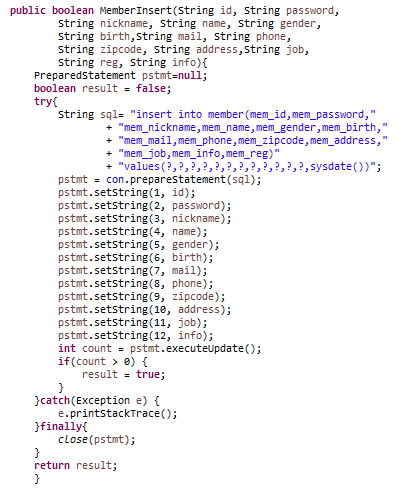 public boolean MemberInsert(String id, String password,
String nickname, String name, String gender,
String birth,String mail, String phone,
String zipcode, String address,String job,
String reg, String info){
PreparedStatement pstmt=null;
boolean result = false;
try{
String sql= "insert into member(mem_id,mem_password,"
+ "mem_nickname,mem_name,mem_gender,mem_birth,"
+ "mem_mail,mem_phone,mem_zipcode,mem_address,"
+ "mem_job,mem_info,mem_reg)"
+ "values(?,?,?,?,?,?,?,?,?,?,?,?,sysdate())";
pstmt = con.prepareStatement(sql);
pstmt.setString(1, id);
pstmt.setString(2, password);
pstmt.setString(3, nickname);
pstmt.setString(4, name);
pstmt.setString(5, gender);
pstmt.setString(6, birth);
pstmt.setString(7, mail);
pstmt.setString(8, phone);
pstmt.setString(9, zipcode);
pstmt.setString(10, address);
pstmt.setString(11, job);
pstmt.setString(12, info);
int count = pstmt.executeUpdate();
if(count > 0) {
result = true;
}
}catch(Exception e) {
e.printStackTrace();
}finally{
close(pstmt);
}
return result;
}